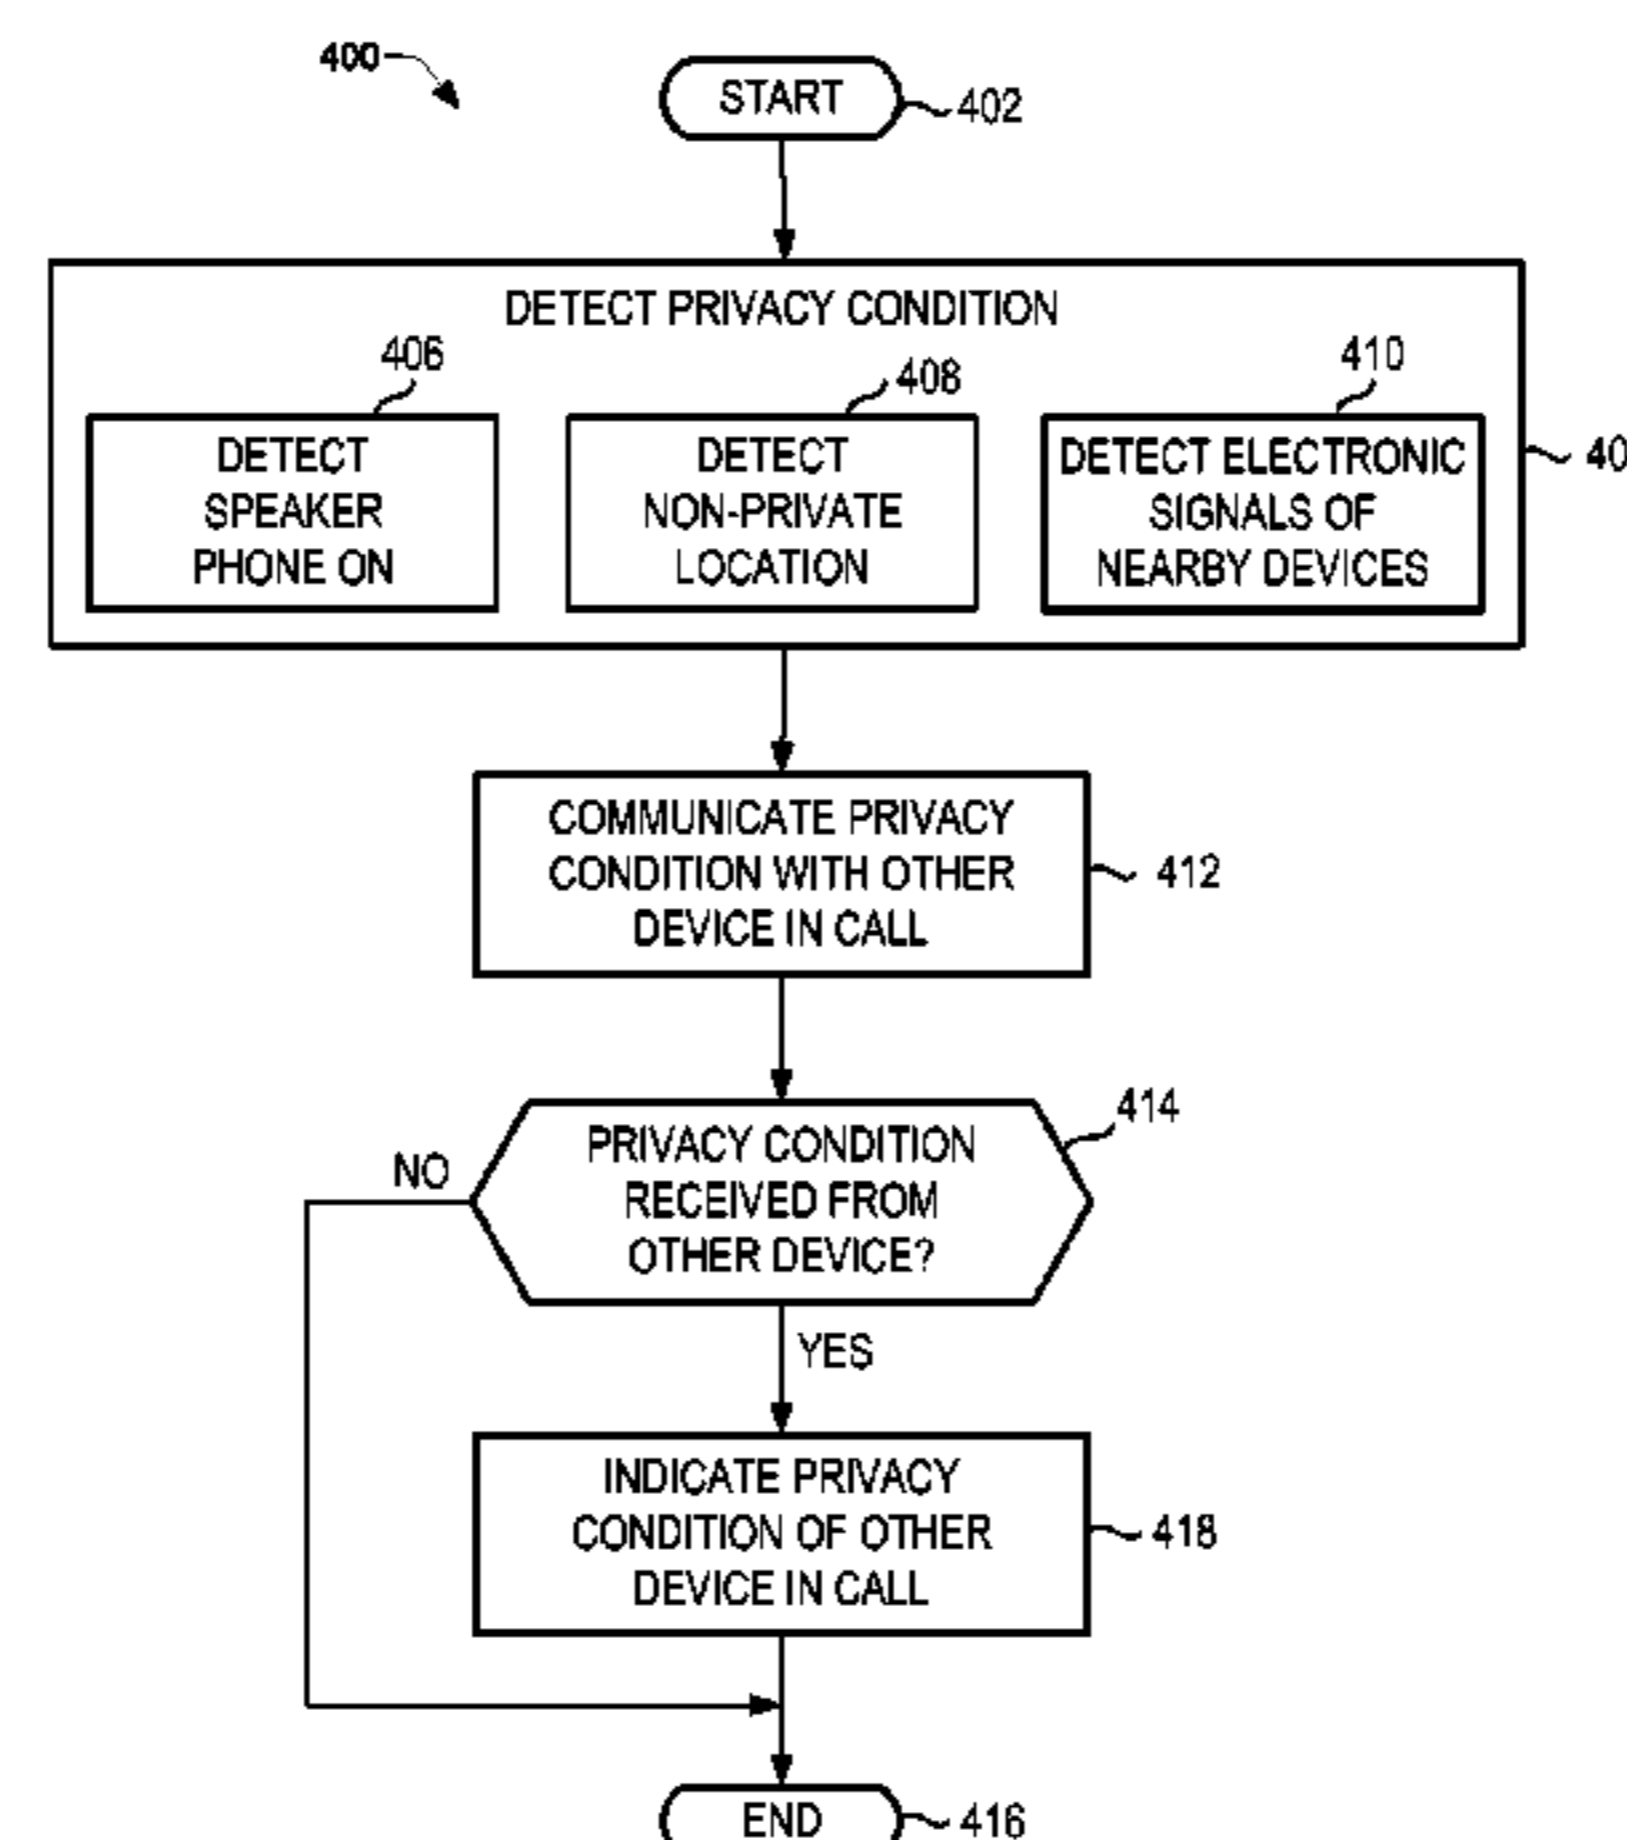 400
START
402
DETECT PRIVACY CONDITION
406
408
410
DETECT
SPEAKER
PHONE ON
DETECT
NON-PRIVATE
LOCATION
DETECT ELECTRONIC
SIGNALS OF
NEARBY DEVICES
40
COMMUNICATE PRIVACY
CONDITION WITH OTHER
DEVICE IN CALL
412
414
PRIVACY CONDITION
RECEIVED FROM
OTHER DEVICE?
NO
YES
INDICATE PRIVACY
CONDITION OF OTHER
DEVICE IN CALL
418
END
416